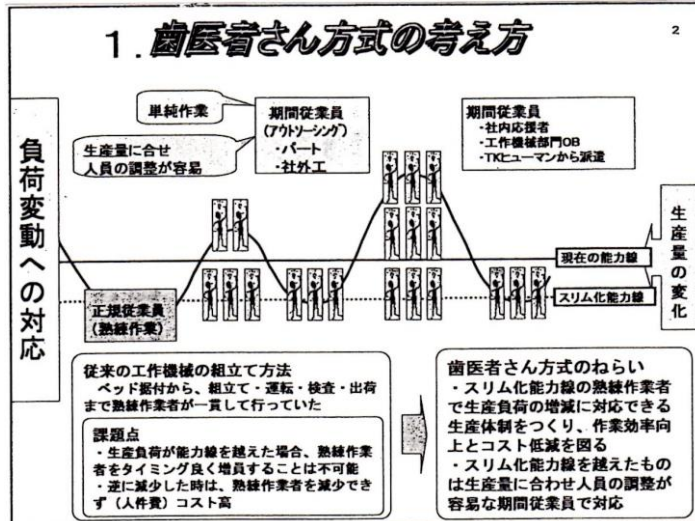 1. 歯医者さん方式の考え方
2
負荷変動への対応
単純作業
生産量に合せ
人員の調整が容易
期間従業員
(アウトソーシング)
・パート
・社外工
期間従業員
・社内応援者
・工作機械部門OB
・TKヒューマンから派遣
生産量の変化
現在の能力線
スリム化能力線
正規従業員
(熟練作業)
従来の工作機械の組立て方法
ベッド据付から、組立て・運転・検査・出荷
まで熟練作業者が一貫して行っていた
課題点
・生産負荷が能力線を越えた場合、熟練作業
者をタイミング良く増員することは不可能
・逆に減少した時は、熟練作業者を減少でき
ず（人件費）コスト高
歯医者さん方式のねらい
・スリム化能力線の熟練作業者
で生産負荷の増減に対応できる
生産体制をつくり、作業効率向
上とコスト低減を図る
・スリム化能力線を越えたもの
は生産量に合わせ人員の調整が
容易な期間従業員で対応